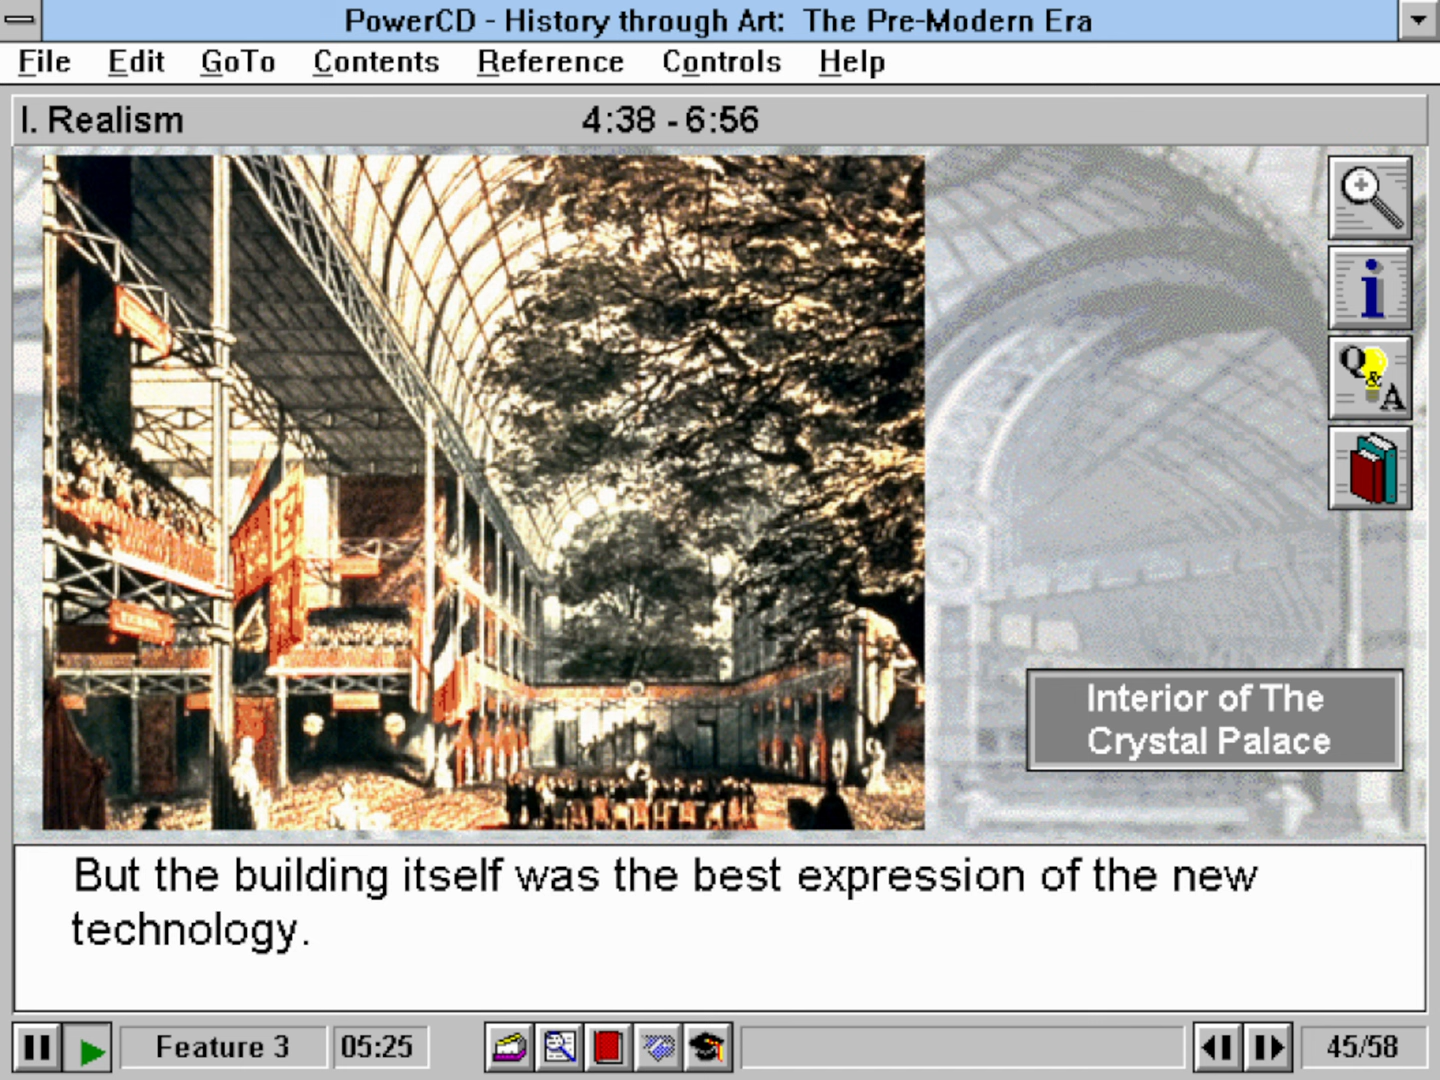 PowerCD - History through Art:  The Pre-Modern Era
File Edit GoTo Contents Reference Controls Help
I. Realism 4:38 - 6:56
i
Q & A
Interior of The
Crystal Palace
But the building itself was the best expression of the new
technology.
Feature 3 05:25 45/58